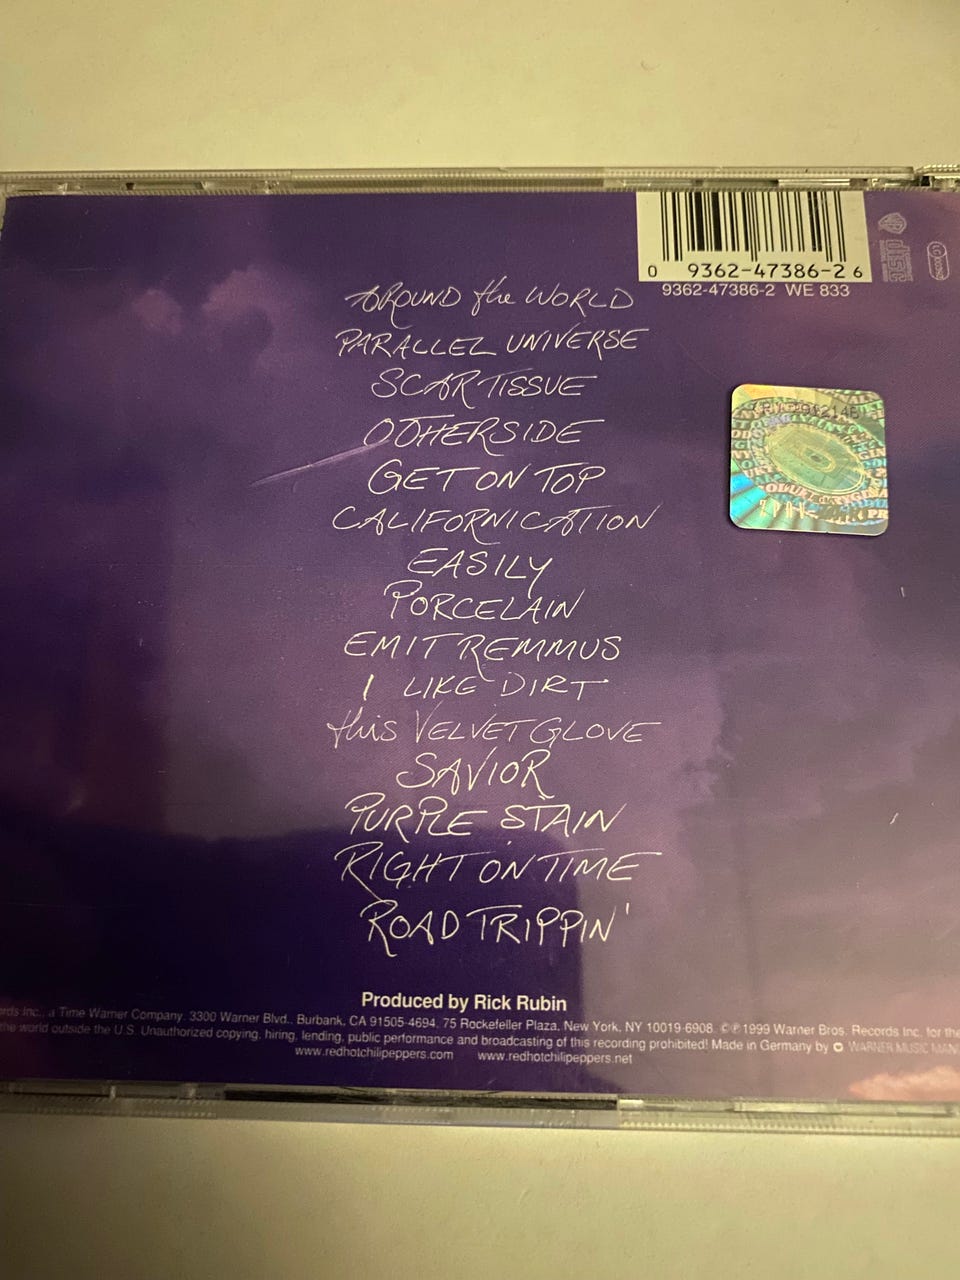 0 9362-47386-2 6
9362-47386-2 WE 833
disc
AROUND the WORLD
PARALLEL UNIVERSE
SCAR TISSUE
OTHERSIDE
GET ON TOP
CALIFORNICATION
EASILY
PORCELAIN
EMIT REMMUS
I LIKE DIRT
this VELVET GLOVE
SAVIOR
PURPLE STAIN
RIGHT ON TIME
ROAD TRIPPIN'
Produced by Rick Rubin
rds Inc., a Time Warner Company. 3300 Warner Blvd., Burbank, CA 91505-4694. 75 Rockefeller Plaza, New York, NY 10019-6908. ©℗ 1999 Warner Bros. Records Inc. for the
the world outside the U.S. Unauthorized copying, hiring, lending, public performance and broadcasting of this recording prohibited! Made in Germany by WARNER MUSIC MAN
www.redhotchilipeppers.com www.redhotchilipeppers.net